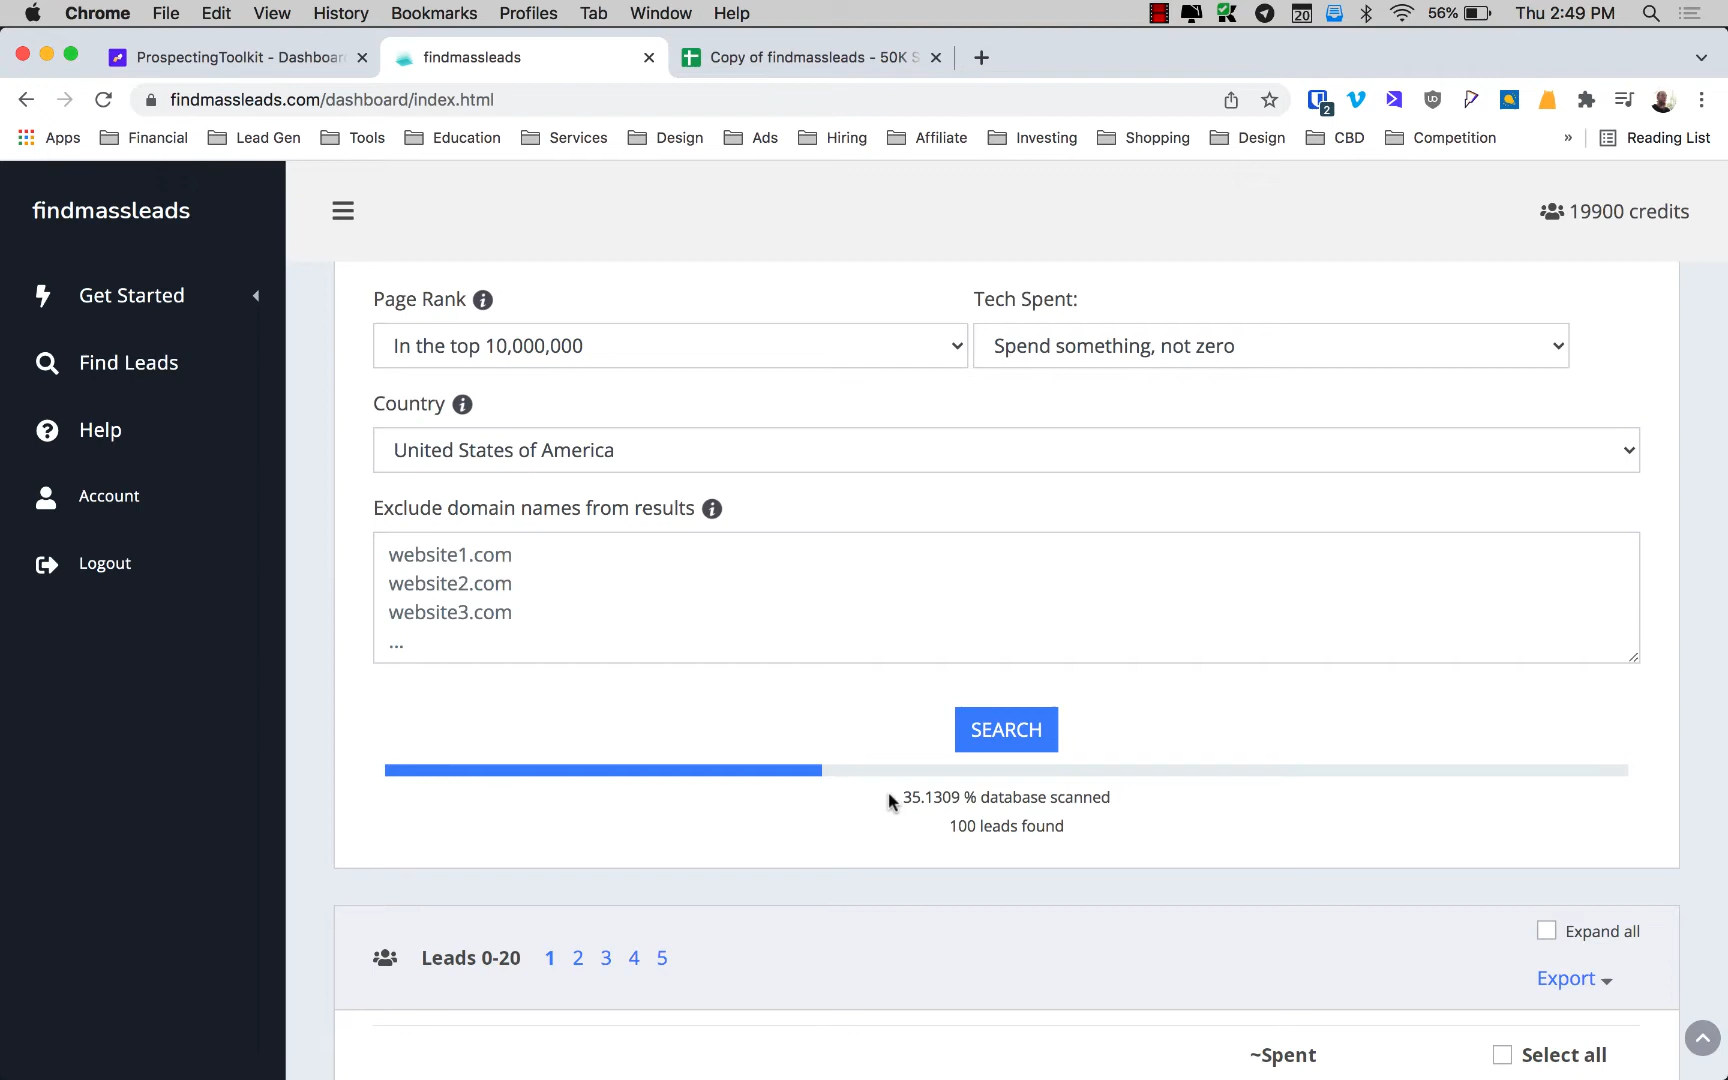 Chrome File Edit View History Bookmarks Profiles Tab Window Help 20 56% Thu 2:49 PM
ProspectingToolkit - Dashboar findmassleads Copy of findmassleads - 50K S
findmassleads.com/dashboard/index.html 2
Apps Financial Lead Gen Tools Education Services Design Ads Hiring Affiliate Investing Shopping Design CBD Competition » Reading List
findmassleads
19900 credits
Get Started
Find Leads
Help
Account
Logout
Page Rank Tech Spent:
In the top 10,000,000 Spend something, not zero
Country
United States of America
Exclude domain names from results
website1.com
website2.com
website3.com
...
SEARCH
35.1309 % database scanned
100 leads found
Expand all
Leads 0-20 1 2 3 4 5
Export
~Spent Select all